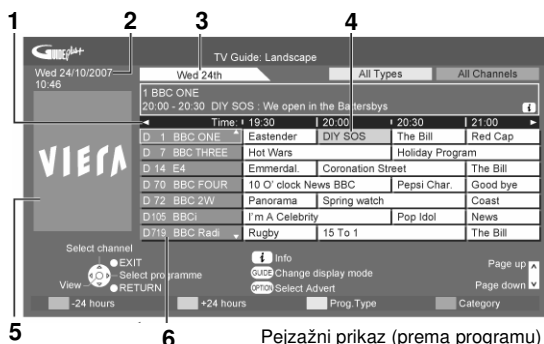 1 2 3 4
GUIDE plus+
TV Guide: Landscape
Wed 24/10/2007
10:46
Wed 24th All Types All Channels
1 BBC ONE
20:00 - 20:30 DIY SOS : We open in the Battersbys i
◄ Time: 19:30 20:00 20:30 21:00 ►
D 1 BBC ONE Eastender DIY SOS The Bill Red Cap
D 7 BBC THREE Hot Wars Holiday Program
D 14 E4 Emmerdal. Coronation Street The Bill
D 70 BBC FOUR 10 O' clock News BBC Pepsi Char. Good bye
D 72 BBC 2W Panorama Spring watch Coast
D105 BBCi I'm A Celebrity Pop Idol News
D719 BBC Radi Rugby 15 To 1 The Bill
VIERA
Select channel
EXIT
Select programme
View
RETURN
i Info
GUIDE Change display mode
OPTION Select Advert
Page up
Page down
-24 hours +24 hours Prog.Type Category
5 6
Pejzažni prikaz (prema programu)